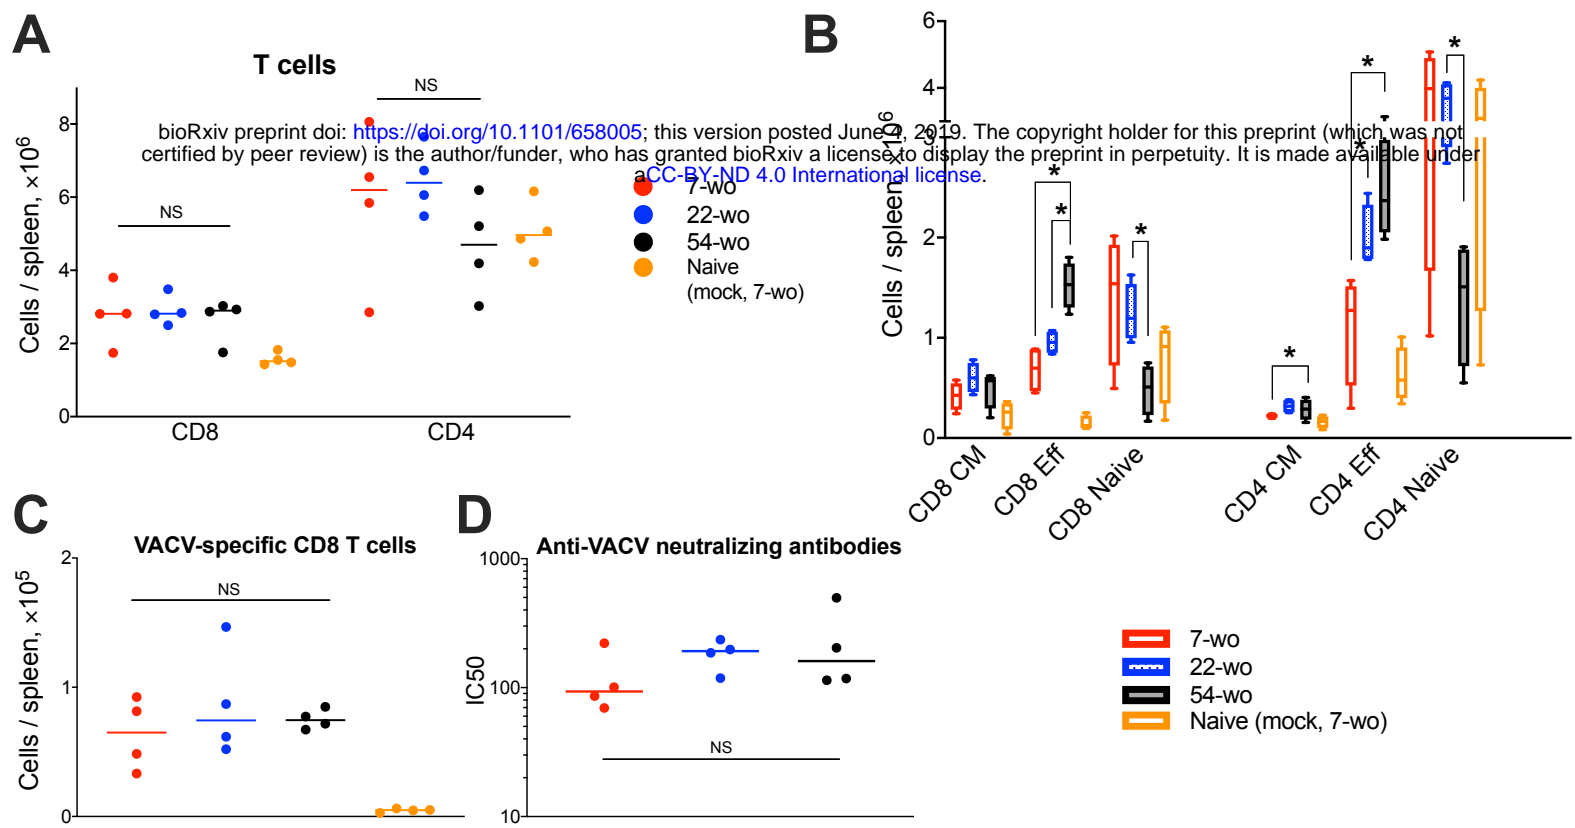 A
B
T cells
NS
NS
Cells / spleen, ×10⁶
8
6
4
2
0
CD8
CD4
7-wo
22-wo
54-wo
Naive
(mock, 7-wo)
bioRxiv preprint doi: https://doi.org/10.1101/658005; this version posted June 4, 2019. The copyright holder for this preprint (which was not
certified by peer review) is the author/funder, who has granted bioRxiv a license to display the preprint in perpetuity. It is made available under
aCC-BY-ND 4.0 International license.
Cells / spleen, ×10⁶
6
4
3
2
1
0
*
*
*
*
*
*
*
CD8 CM
CD8 Eff
CD8 Naive
CD4 CM
CD4 Eff
CD4 Naive
C
VACV-specific CD8 T cells
NS
Cells / spleen, ×10⁵
2
1
0
D
Anti-VACV neutralizing antibodies
IC50
1000
100
10
NS
7-wo
22-wo
54-wo
Naive (mock, 7-wo)